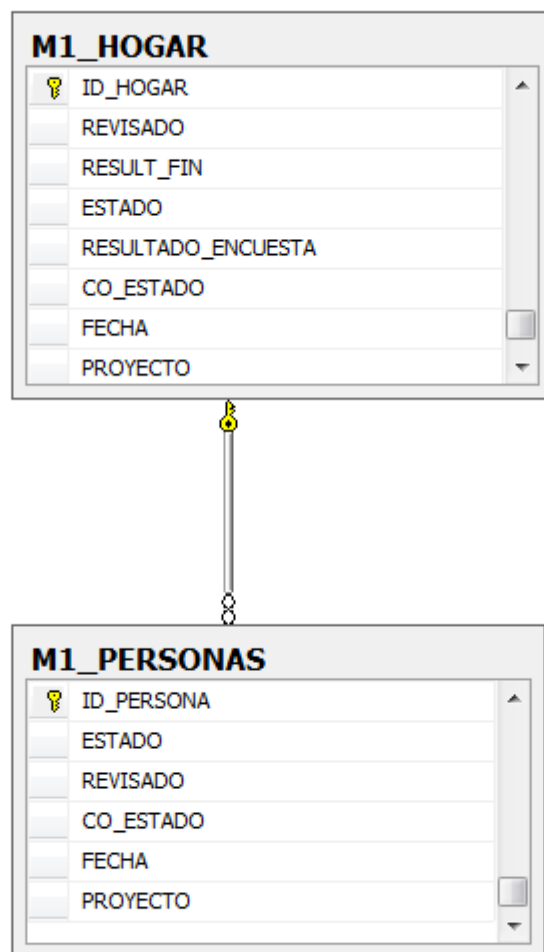 M1_HOGAR
ID_HOGAR
REVISADO
RESULT_FIN
ESTADO
RESULTADO_ENCUESTA
CO_ESTADO
FECHA
PROYECTO
M1_PERSONAS
ID_PERSONA
ESTADO
REVISADO
CO_ESTADO
FECHA
PROYECTO